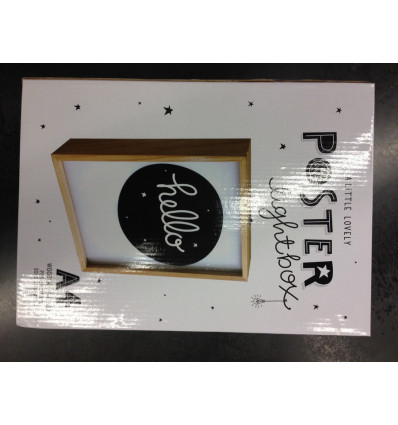 A LITTLE LOVELY
POSTER
lightbox
hello
A4